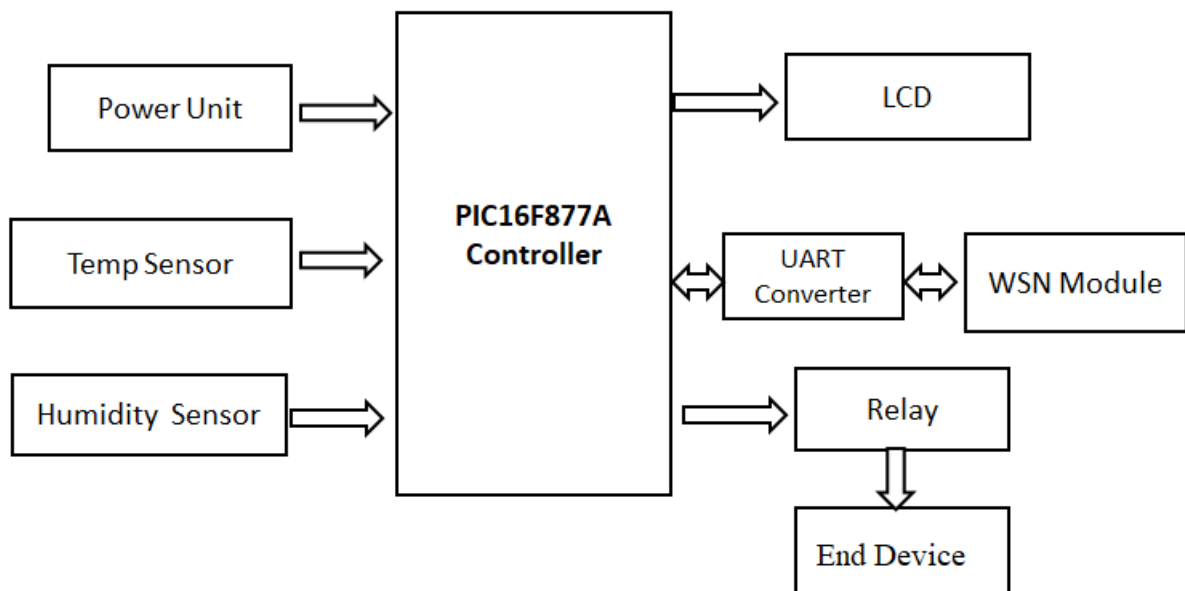 Power Unit
Temp Sensor
Humidity Sensor
PIC16F877A
Controller
LCD
UART
Converter
WSN Module
Relay
End Device